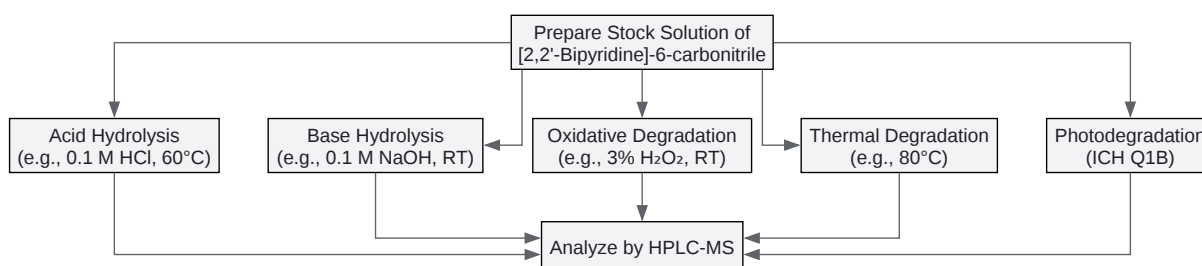 Prepare Stock Solution of
[2,2'-Bipyridine]-6-carbonitrile
Acid Hydrolysis
(e.g., 0.1 M HCl, 60°C)
Base Hydrolysis
(e.g., 0.1 M NaOH, RT)
Oxidative Degradation
(e.g., 3% H₂O₂, RT)
Thermal Degradation
(e.g., 80°C)
Photodegradation
(ICH Q1B)
Analyze by HPLC-MS